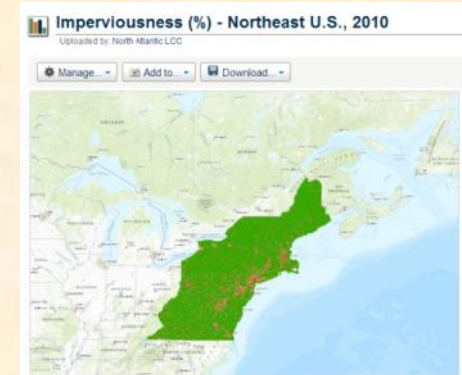 Imperviousness (%) - Northeast U.S., 2010
Uploaded by: North Atlantic LCC
Manage...
Add to...
Download...